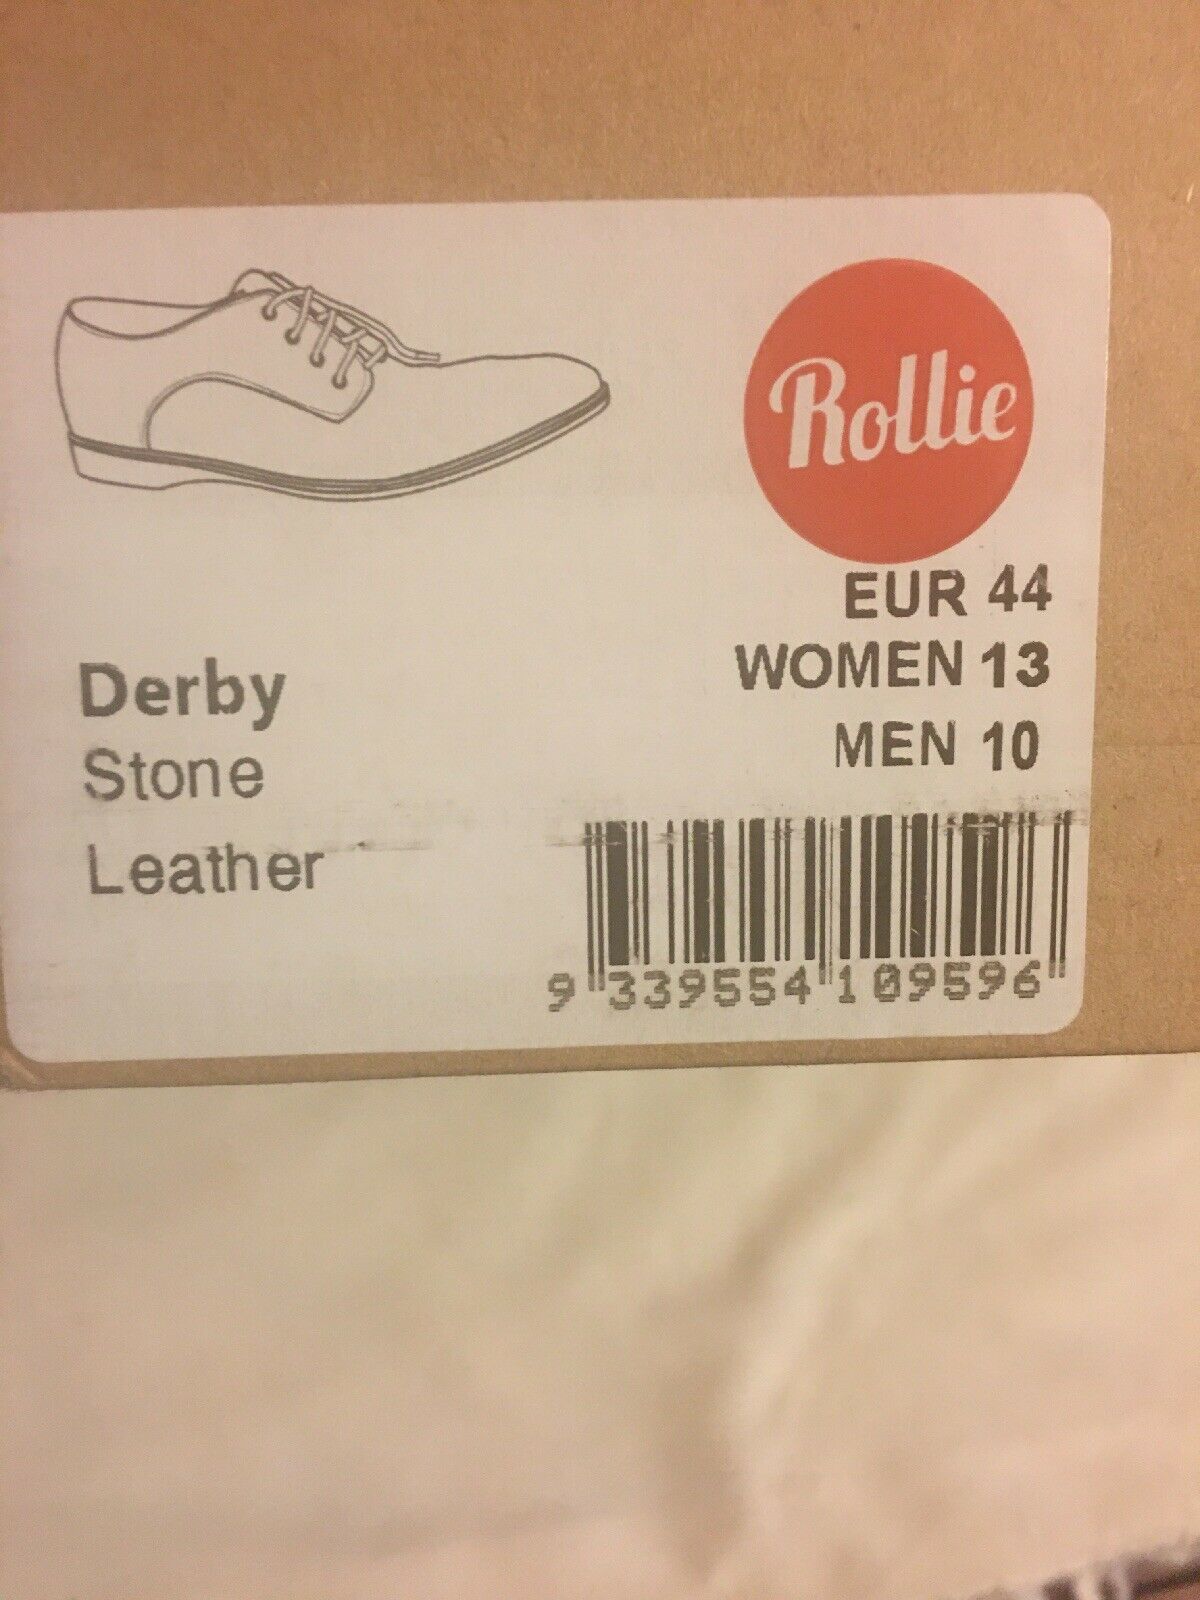 Rollie
EUR 44
WOMEN 13
MEN 10
Derby
Stone
Leather
9 339554 109596